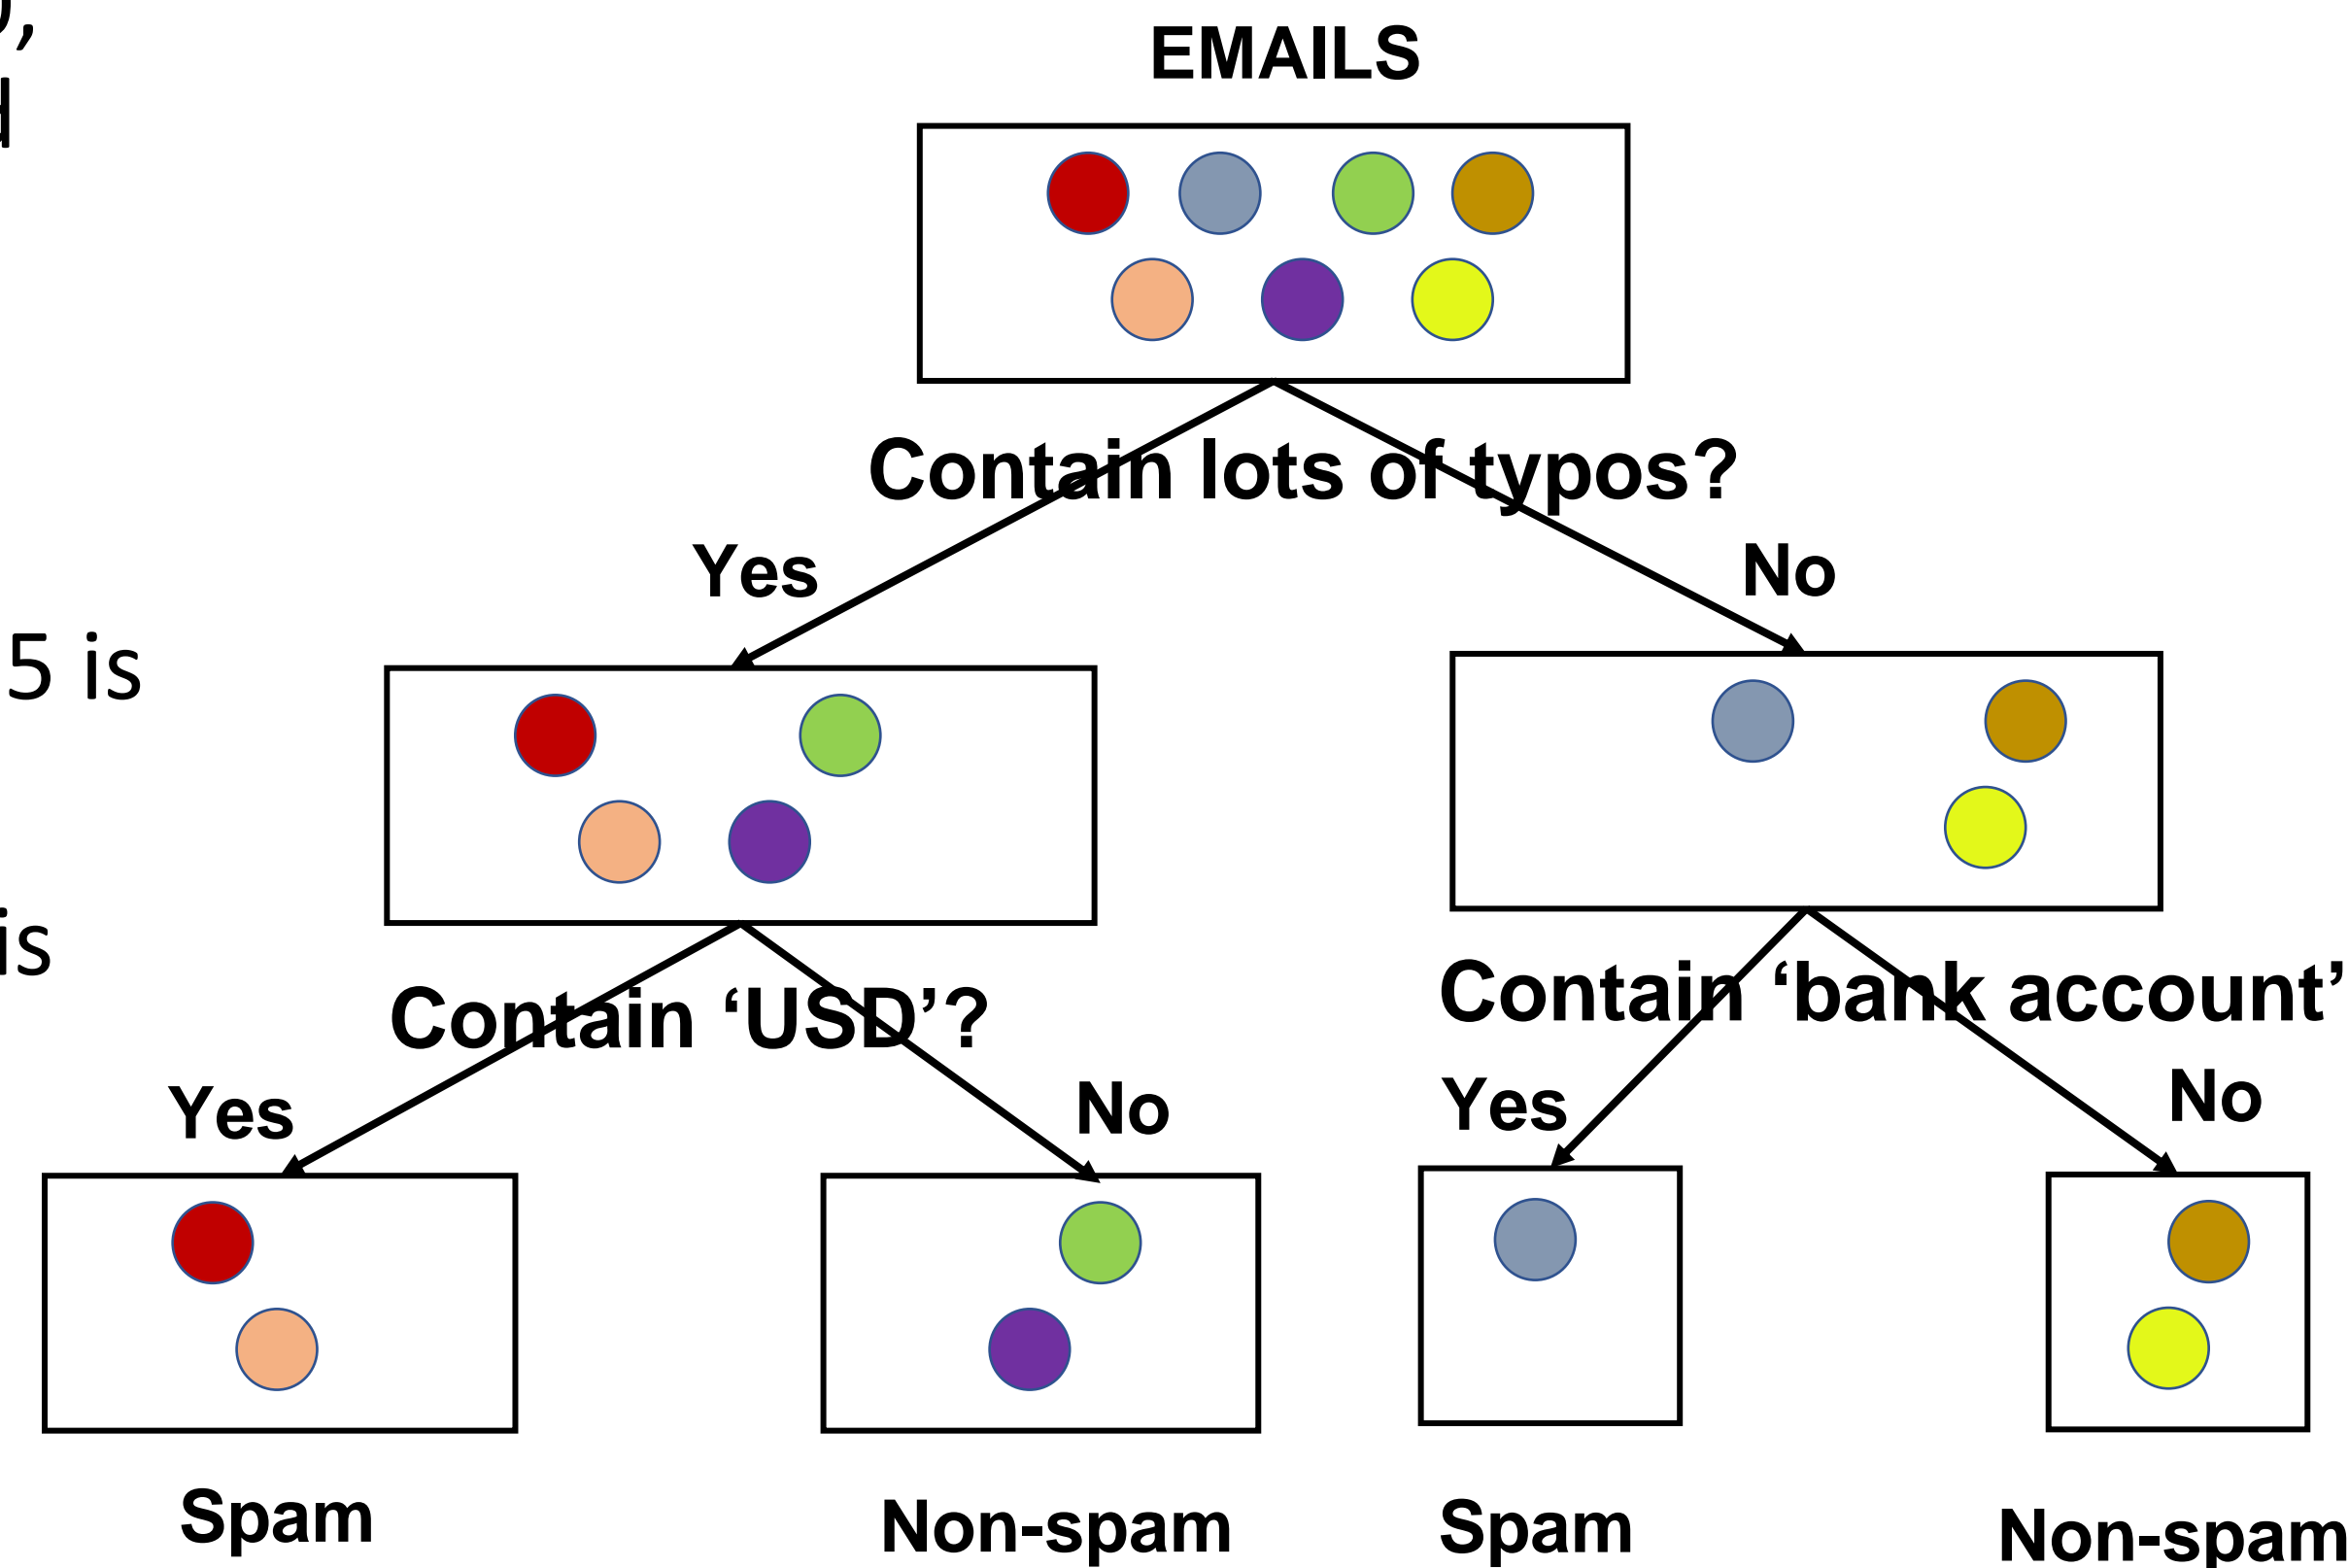 EMAILS
Contain lots of typos?
Yes
No
5 is
is
Contain ‘USD’?
Contain ‘bank account’
Yes
No
Yes
No
Spam
Non-spam
Spam
Non-spam